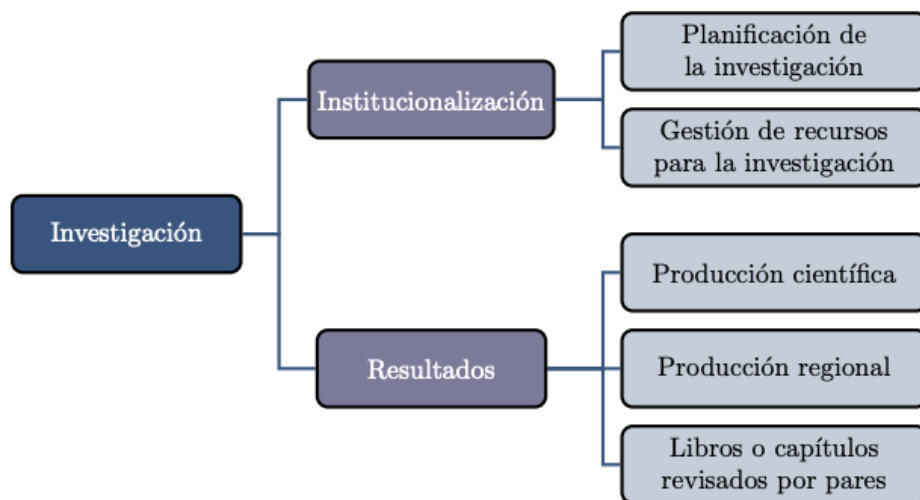 Planificación de
la investigación
Institucionalización
Gestión de recursos
para la investigación
Investigación
Producción científica
Resultados
Producción regional
Libros o capítulos
revisados por pares